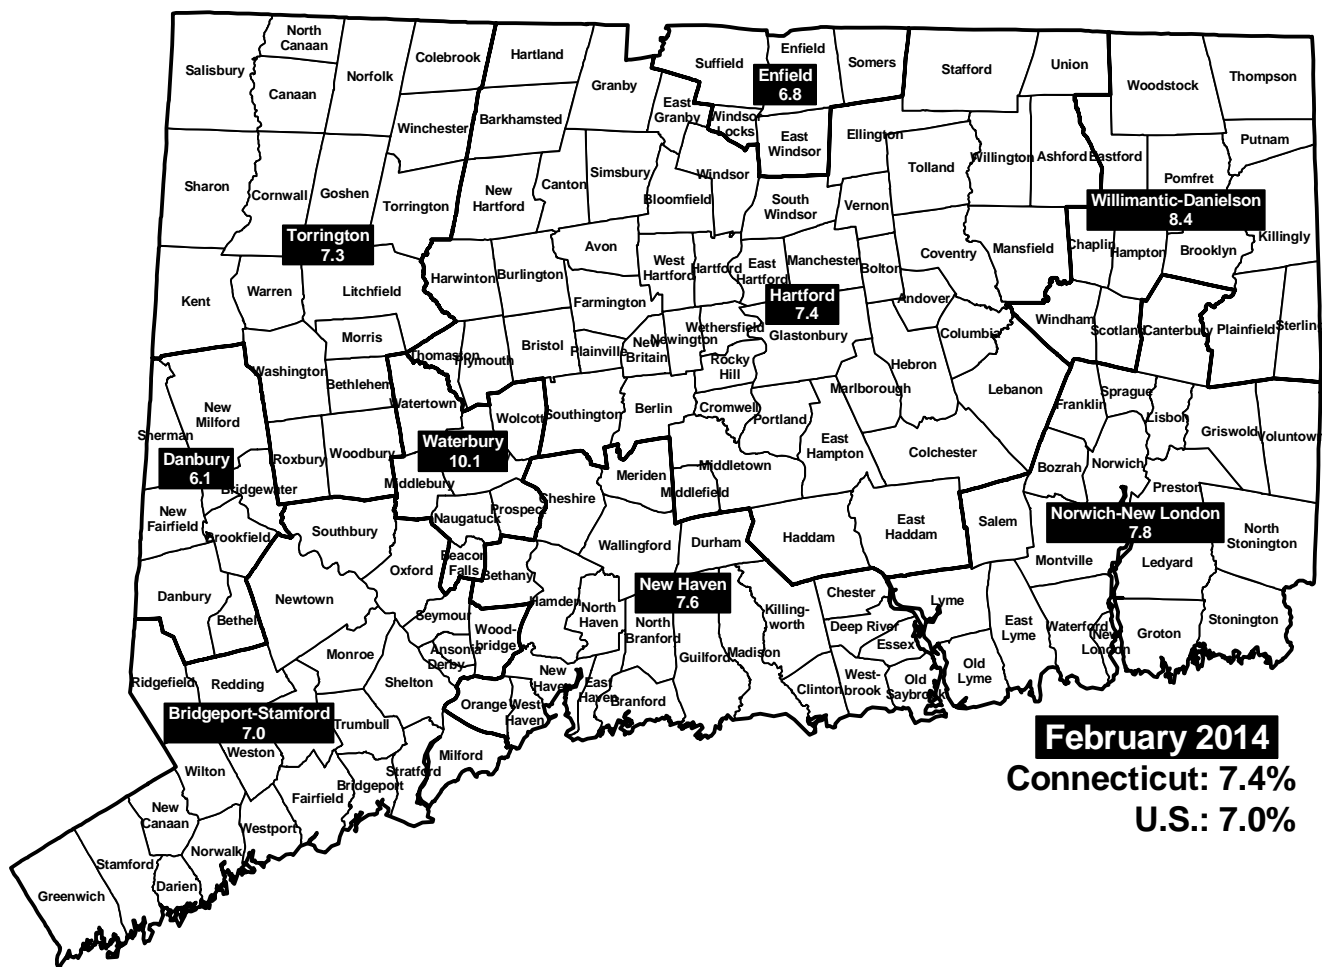 North
Canaan
Salisbury
Canaan
Norfolk
Colebrook
Hartland
Granby
Suffield
Enfield
Enfield
6.8
Somers
Stafford
Union
Woodstock
Thompson
Winchester
Barkhamsted
East
Granby
Windsor
Locks
East
Windsor
Ellington
Tolland
Willington
Ashford
Eastford
Putnam
Pomfret
Sharon
Cornwall
Goshen
Torrington
New
Hartford
Canton
Simsbury
Bloomfield
Windsor
South
Windsor
Vernon
Willimantic-Danielson
8.4
Killingly
Torrington
7.3
Avon
West
Hartford
Hartford
East
Hartford
Manchester
Bolton
Coventry
Mansfield
Chaplin
Hampton
Brooklyn
Kent
Warren
Litchfield
Harwinton
Burlington
Farmington
Hartford
7.4
Andover
Columbia
Windham
Scotland
Canterbury
Plainfield
Sterling
Morris
Thomaston
Plymouth
Bristol
Plainville
New
Britain
Newington
Wethersfield
Glastonbury
Rocky
Hill
Hebron
Marlborough
Lebanon
Washington
Bethlehem
Watertown
Wolcott
Southington
Berlin
Cromwell
Portland
East
Hampton
Colchester
Franklin
Sprague
Lisbon
Griswold
Voluntown
New
Milford
Sherman
Danbury
6.1
Bridgewater
Roxbury
Woodbury
Waterbury
10.1
Middlebury
Naugatuck
Prospect
Cheshire
Meriden
Middletown
Middlefield
Bozrah
Norwich
Preston
New
Fairfield
Brookfield
Southbury
Oxford
Beacon
Falls
Bethany
Wallingford
Durham
Haddam
East
Haddam
Salem
Norwich-New London
7.8
North
Stonington
Montville
Ledyard
Danbury
Bethel
Newtown
Seymour
Wood-
bridge
Hamden
North
Haven
New Haven
7.6
North
Branford
Guilford
Madison
Killing-
worth
Chester
Deep River
Essex
Lyme
East
Lyme
Waterford
New
London
Groton
Stonington
Monroe
Ansonia
Derby
Shelton
Ridgefield
Redding
Orange
West
Haven
New
Haven
East
Haven
Branford
Clinton
West-
brook
Old
Saybrook
Old
Lyme
Bridgeport-Stamford
7.0
Trumbull
Weston
Wilton
Milford
Stratford
Bridgeport
Fairfield
Westport
New
Canaan
Norwalk
Stamford
Darien
Greenwich
February 2014
Connecticut: 7.4%
U.S.: 7.0%